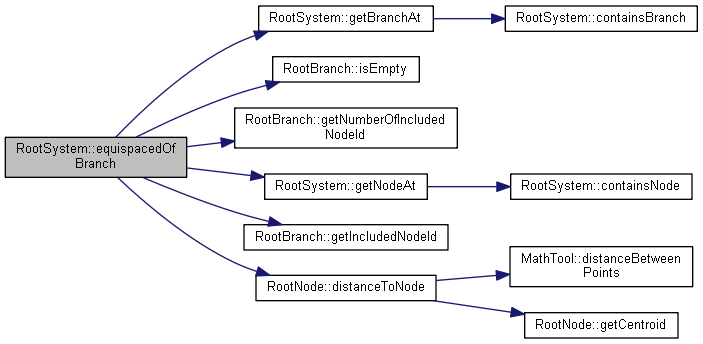 RootSystem::equispacedOf
Branch
RootSystem::getBranchAt
RootSystem::containsBranch
RootBranch::isEmpty
RootBranch::getNumberOfIncluded
NodeId
RootSystem::getNodeAt
RootSystem::containsNode
RootBranch::getIncludedNodeId
RootNode::distanceToNode
MathTool::distanceBetween
Points
RootNode::getCentroid